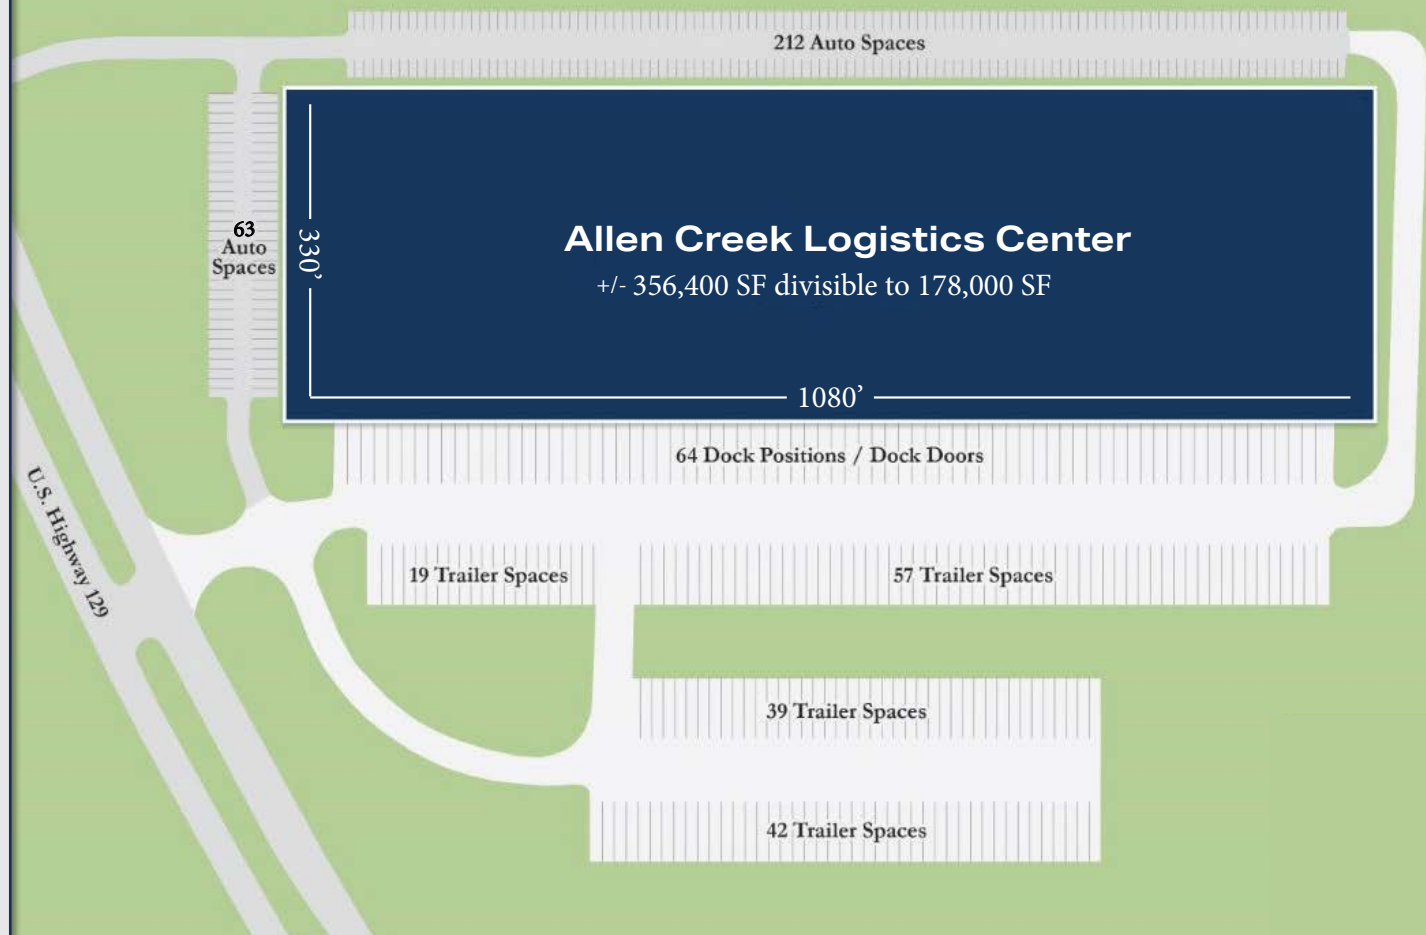 212 Auto Spaces
63
Auto
Spaces
330’
Allen Creek Logistics Center
+/- 356,400 SF divisible to 178,000 SF
1080’
64 Dock Positions / Dock Doors
U.S. Highway 129
19 Trailer Spaces
57 Trailer Spaces
39 Trailer Spaces
42 Trailer Spaces